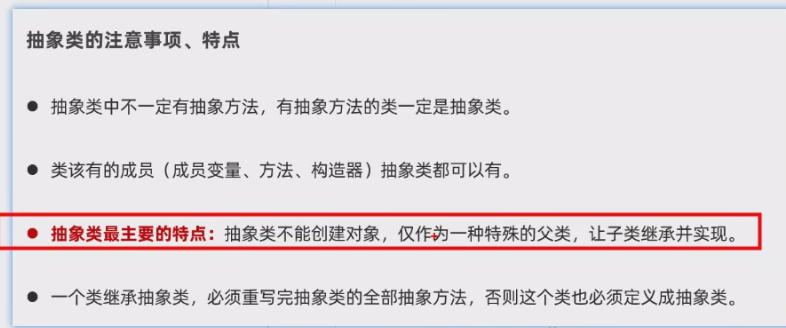 抽象类的注意事项、特点
● 抽象类中不一定有抽象方法，有抽象方法的类一定是抽象类。
● 类该有的成员（成员变量、方法、构造器）抽象类都可以有。
● 抽象类最主要的特点：抽象类不能创建对象，仅作为一种特殊的父类，让子类继承并实现。
● 一个类继承抽象类，必须重写完抽象类的全部抽象方法，否则这个类也必须定义成抽象类。